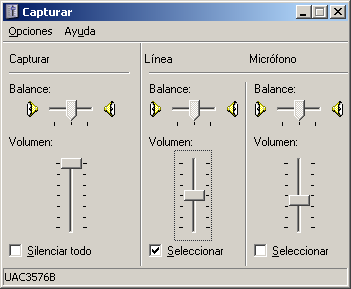 Capturar
Opciones Ayuda
Capturar Línea Micrófono
Balance: Balance: Balance:
Volumen: Volumen: Volumen:
Silenciar todo Seleccionar Seleccionar
UAC3576B